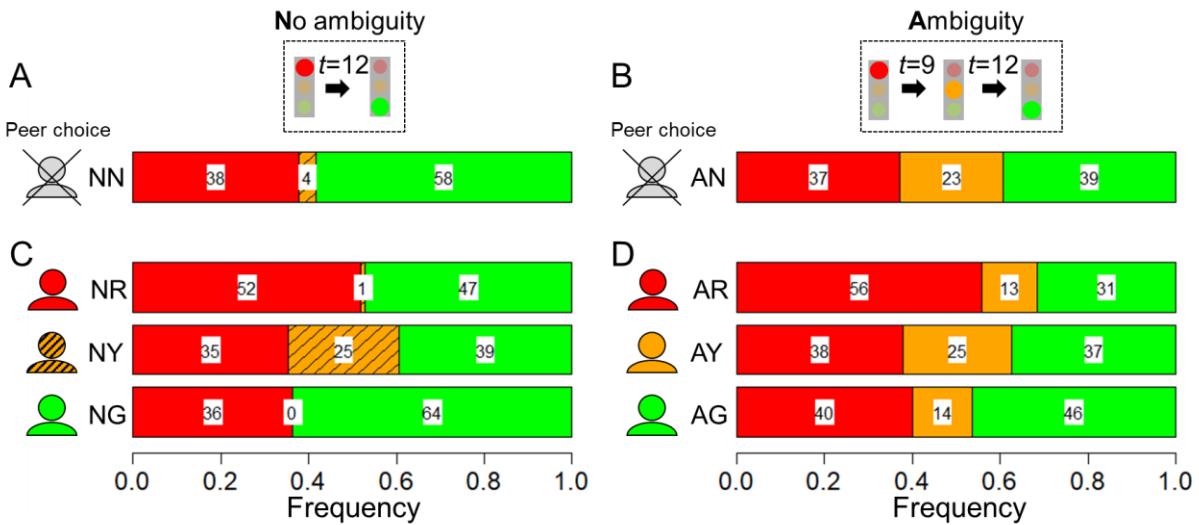 No ambiguity
Ambiguity
A
t=12
B
t=9
t=12
Peer choice
Peer choice
NN
38
4
58
AN
37
23
39
C
D
NR
52
1
47
AR
56
13
31
NY
35
25
39
AY
38
25
37
NG
36
0
64
AG
40
14
46
0.0
0.2
0.4
0.6
0.8
1.0
0.0
0.2
0.4
0.6
0.8
1.0
Frequency
Frequency